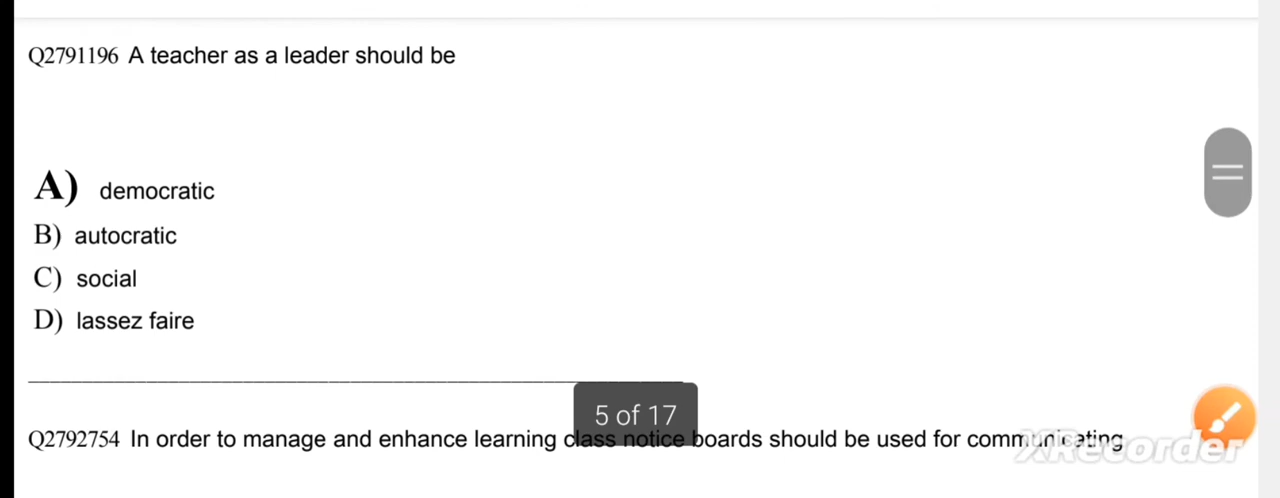 Q2791196 A teacher as a leader should be
A) democratic
B) autocratic
C) social
D) lassez faire
5 of 17
Q2792754 In order to manage and enhance learning class notice boards should be used for communicating
XRecorder